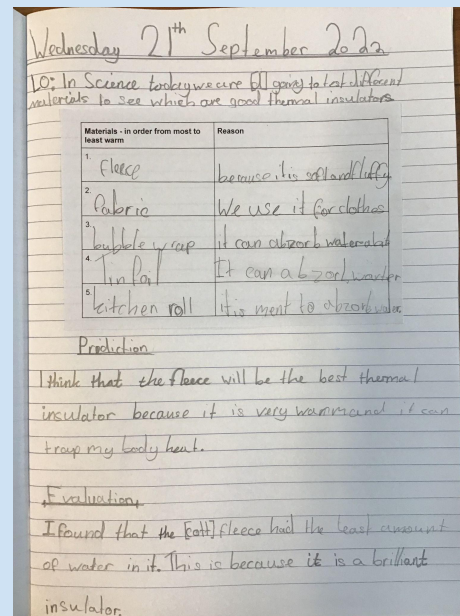 Wednesday 21th September 2022
LO: In Science today we are going to test different
materials to see which are good thermal insulators
Materials - in order from most to least warm
Reason
1. fleece
because it is soft and fluffy
2. fabric
We use it for clothes
3. bubble wrap
it can abzorb water
4. Tin foil
It can abzorb warter
5. kitchen roll
it is ment to abzorb water
Prediction
I think that the fleece will be the best thermal
insulator because it is very warm and it can
trap my body heat.
Evaluation
I found that the [cott] fleece had the least amount
of water in it. This is because it is a brilliant
insulator.